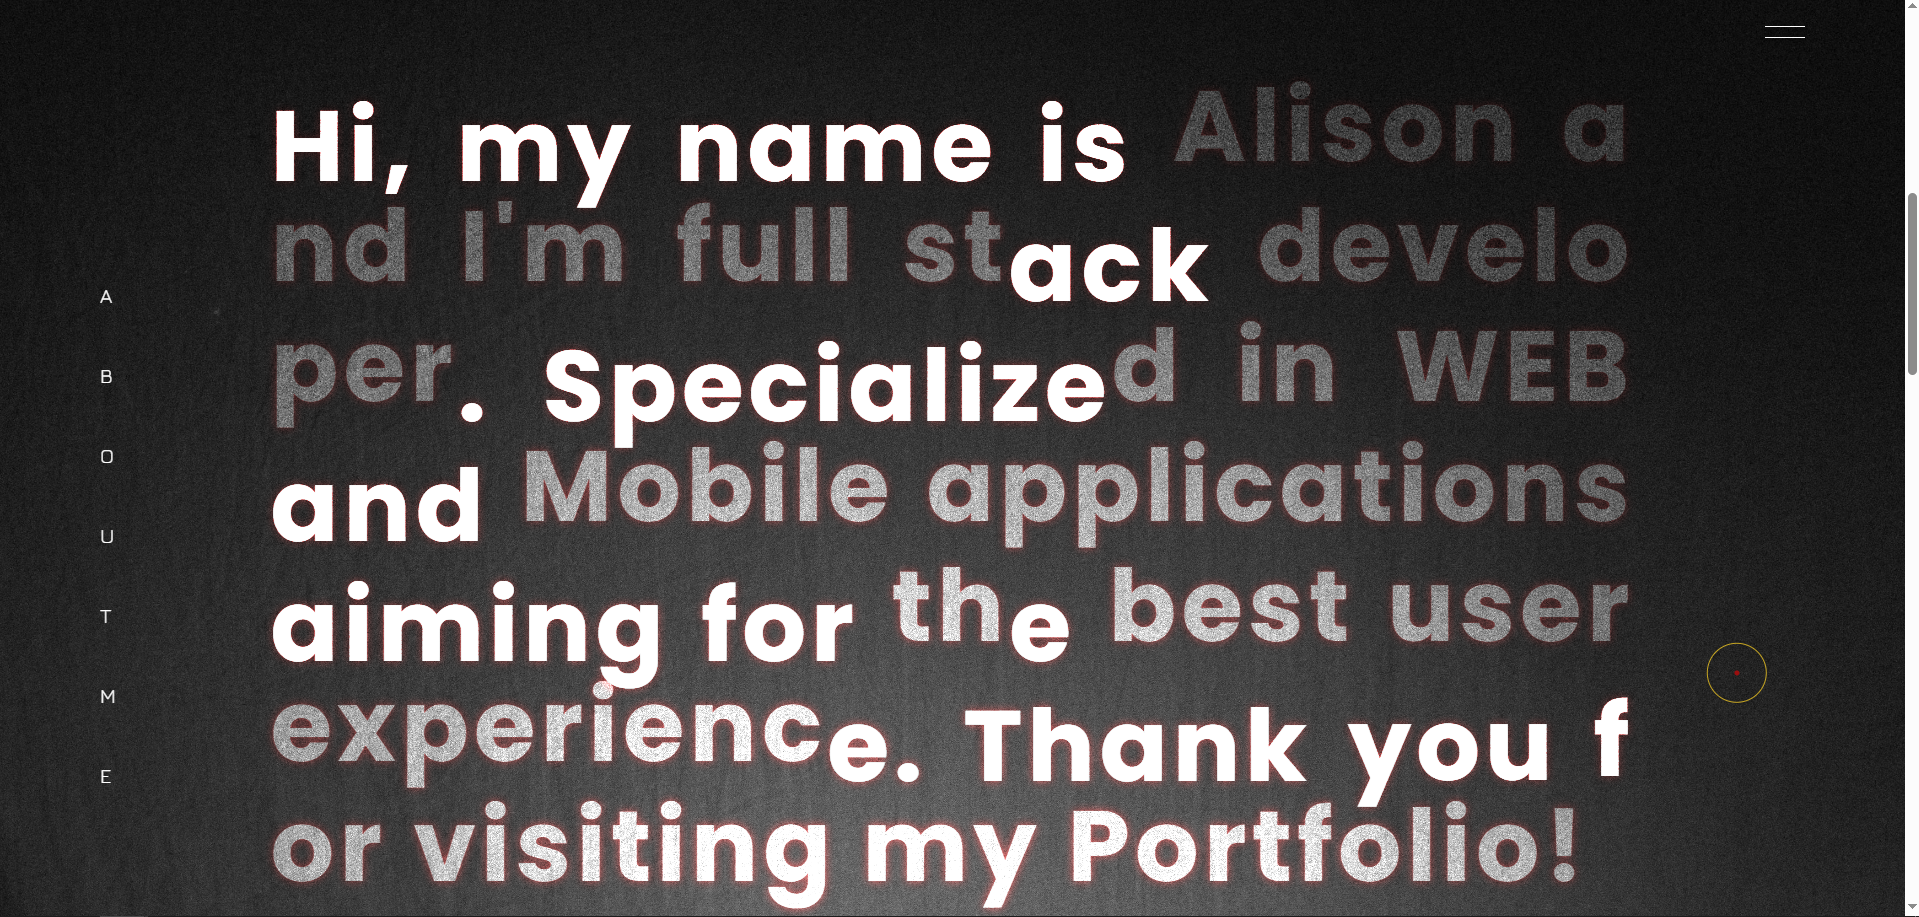 Hi, my name is Alison a
nd I'm full stack develo
per. Specialized in WEB
and Mobile applications
aiming for the best user
experience. Thank you f
or visiting my Portfolio!
A
B
O
U
T
M
E